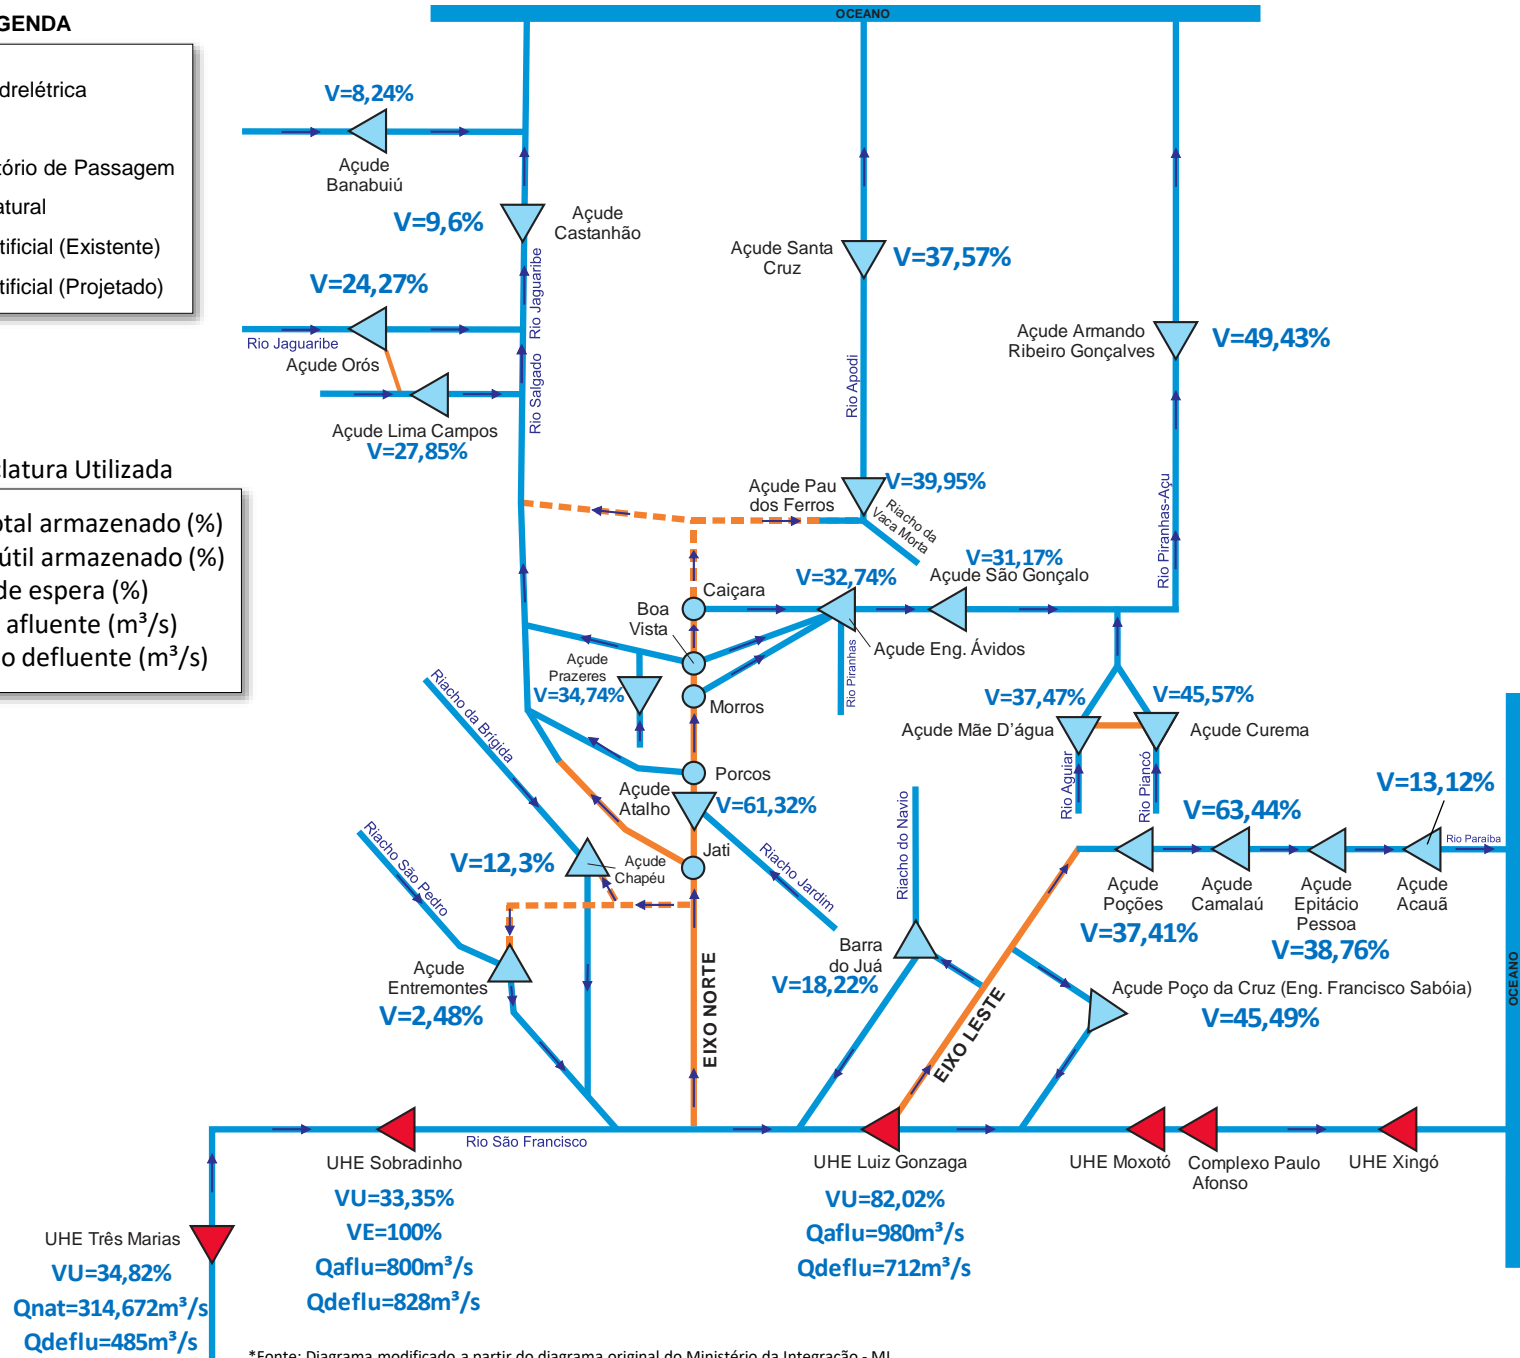 OCEANO
GENDA
drelétrica
tório de Passagem
atural
tificial (Existente)
tificial (Projetado)
V=8,24%
Açude
Banabuiú
V=9,6%
Açude
Castanhão
Rio Jaguaribe
V=24,27%
Rio Jaguaribe
Açude Orós
Rio Salgado
Açude Lima Campos
V=27,85%
Açude Santa
Cruz
V=37,57%
Rio Apodi
Açude Armando
Ribeiro Gonçalves
V=49,43%
Rio Piranhas-Açu
clatura Utilizada
otal armazenado (%)
útil armazenado (%)
de espera (%)
afluente (m³/s)
o defluente (m³/s)
Açude Pau
dos Ferros
V=39,95%
Riacho da
Vaca Morta
V=31,17%
Açude São Gonçalo
V=32,74%
Caiçara
Boa
Vista
Açude Eng. Ávidos
Rio Piranhas
Açude
Prazeres
V=34,74%
Morros
Riacho da Brígida
V=37,47%
V=45,57%
Açude Mãe D'água
Açude Curema
Rio Aguiar
Rio Piancó
Porcos
Açude
Atalho
V=61,32%
Riacho do Navio
V=13,12%
V=63,44%
Rio Paraíba
Riacho São Pedro
V=12,3%
Açude
Chapéu
Jati
Riacho Jardim
Açude
Poções
V=37,41%
Açude
Camalaú
Açude
Epitácio
Pessoa
V=38,76%
Açude
Acauã
Açude
Entremontes
V=2,48%
EIXO NORTE
Barra
do Juá
V=18,22%
EIXO LESTE
Açude Poço da Cruz (Eng. Francisco Sabóia)
V=45,49%
OCEANO
Rio São Francisco
UHE Sobradinho
VU=33,35%
VE=100%
Qaflu=800m³/s
Qdeflu=828m³/s
UHE Luiz Gonzaga
VU=82,02%
Qaflu=980m³/s
Qdeflu=712m³/s
UHE Moxotó
Complexo Paulo
Afonso
UHE Xingó
UHE Três Marias
VU=34,82%
Qnat=314,672m³/s
Qdeflu=485m³/s
*Fonte: Diagrama modificado a partir do diagrama original do Ministério da Integração - MI